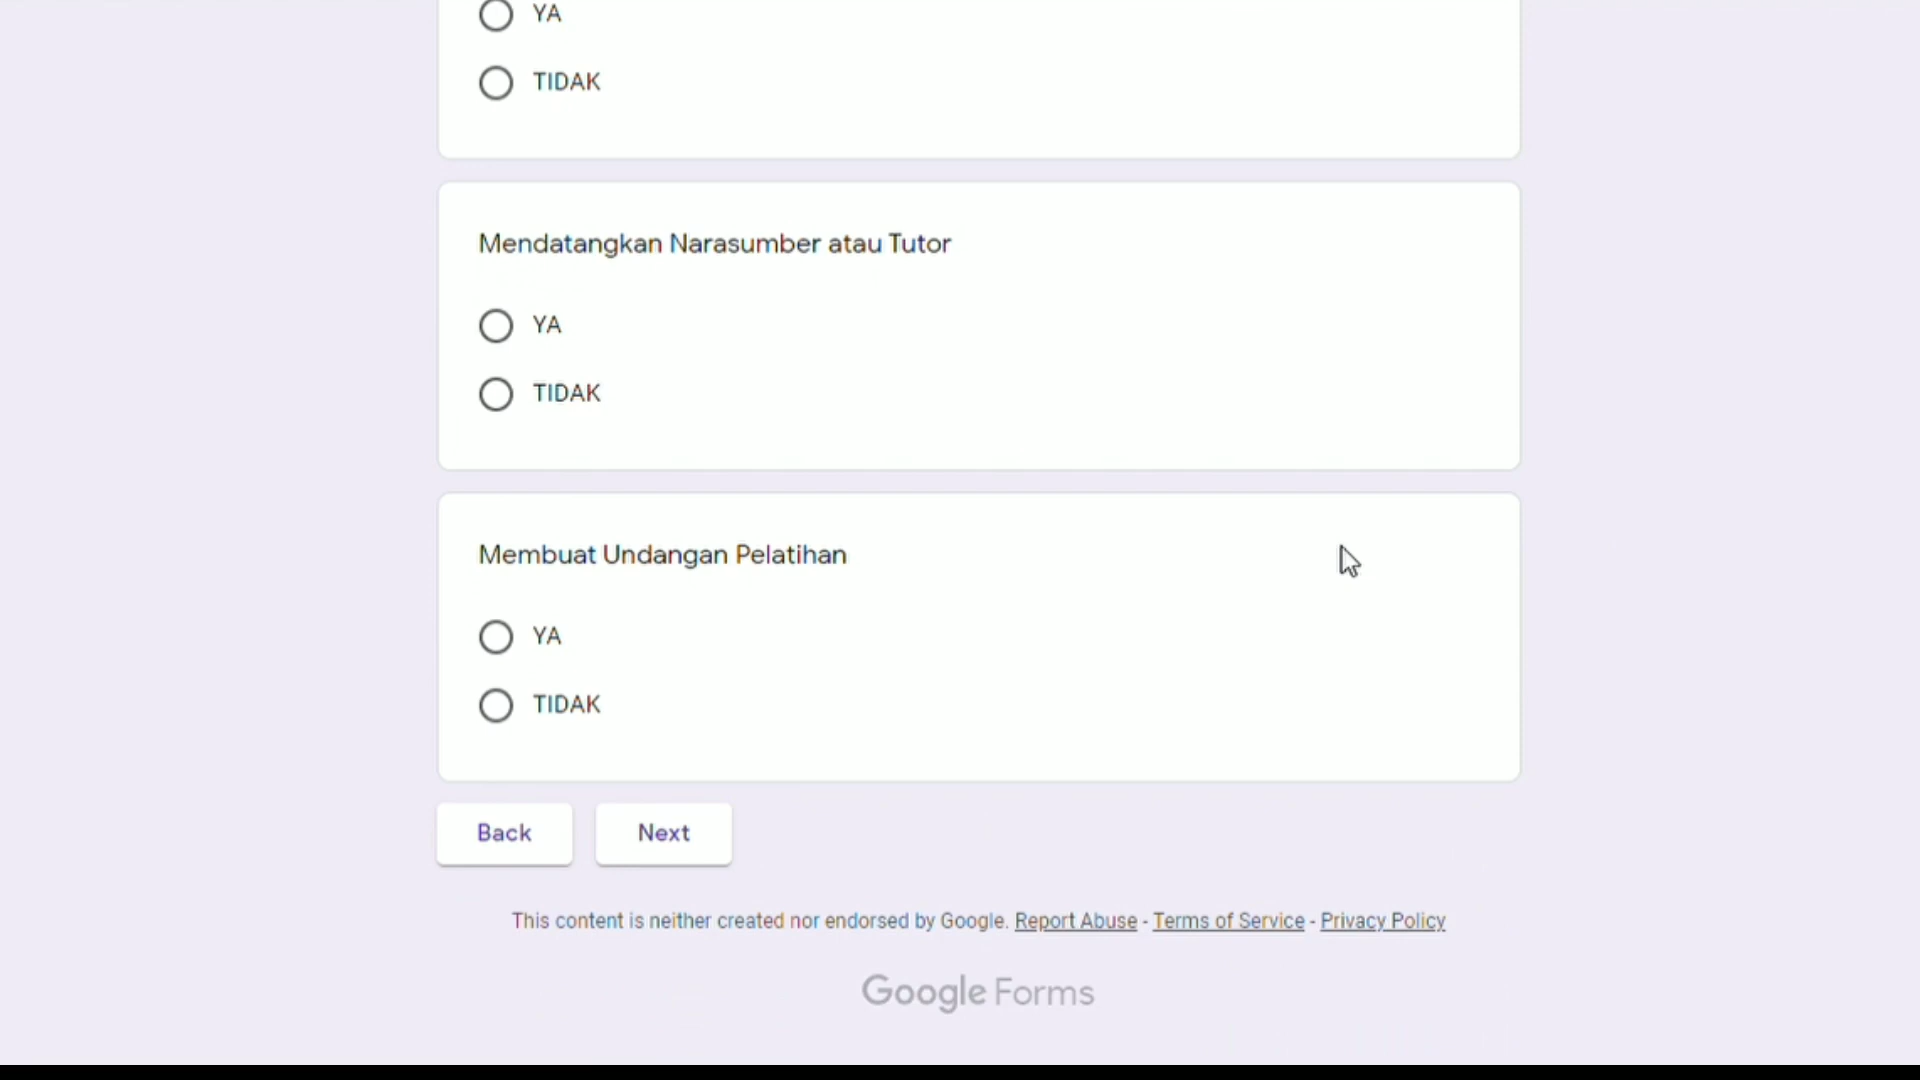 YA
TIDAK
Mendatangkan Narasumber atau Tutor
YA
TIDAK
Membuat Undangan Pelatihan
YA
TIDAK
Back Next
This content is neither created nor endorsed by Google. Report Abuse - Terms of Service - Privacy Policy
Google Forms